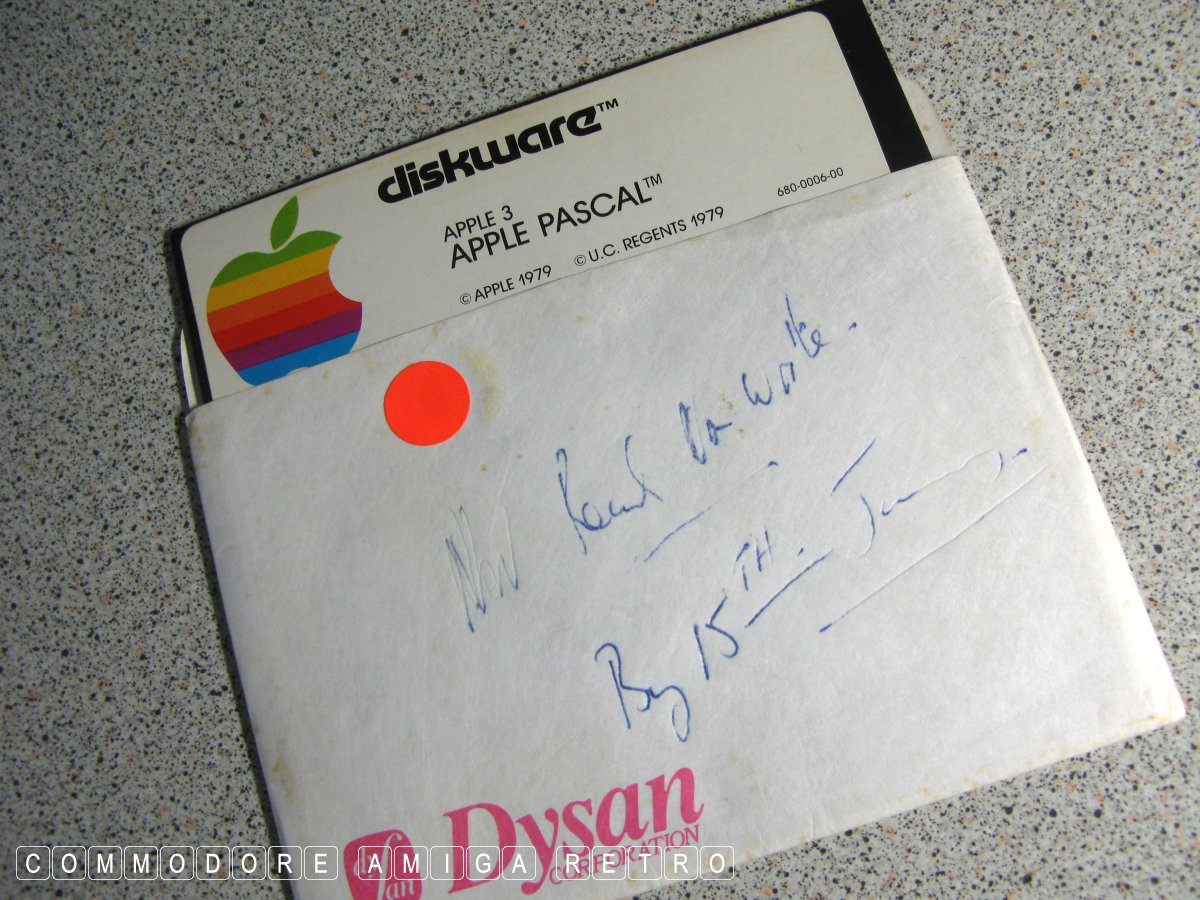 diskware™
APPLE 3
APPLE PASCAL™
© APPLE 1979 © U.C. REGENTS 1979
680-0006-00
Write.
By 15TH.
Dysan
CORPORATION
COMMODORE AMIGA RETRO